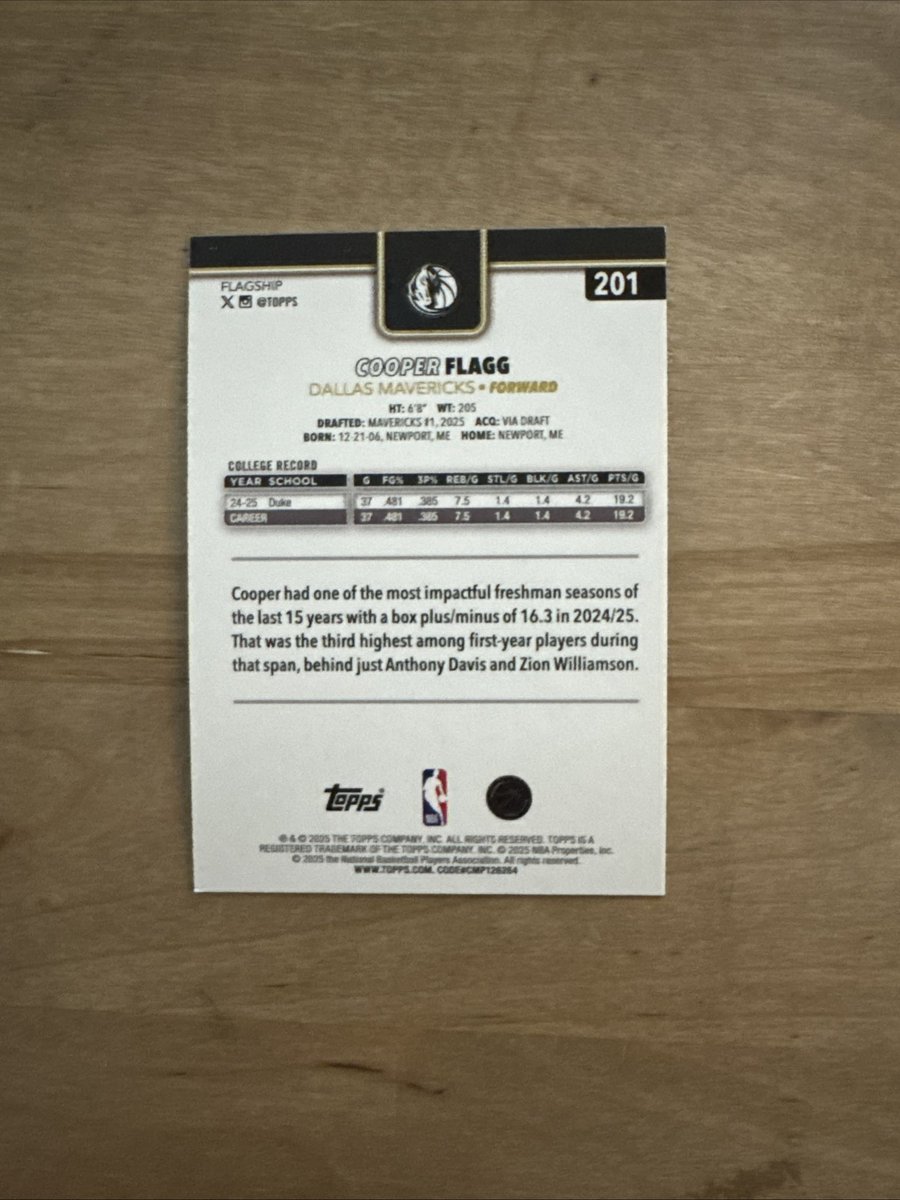 FLAGSHIP
201
X @TOPPS
COOPER FLAGG
DALLAS MAVERICKS • FORWARD
HT: 6'8" WT: 205
DRAFTED: MAVERICKS #1, 2025 ACQ: VIA DRAFT
BORN: 12-21-06, NEWPORT, ME HOME: NEWPORT, ME
COLLEGE RECORD
YEAR SCHOOL G FG% 3P% REB/G STL/G BLK/G AST/G PTS/G
24-25 Duke 37 .481 .385 7.5 1.4 1.4 4.2 19.2
CAREER 37 .481 .385 7.5 1.4 1.4 4.2 19.2
Cooper had one of the most impactful freshman seasons of
the last 15 years with a box plus/minus of 16.3 in 2024/25.
That was the third highest among first-year players during
that span, behind just Anthony Davis and Zion Williamson.
Topps®
® & © 2025 THE TOPPS COMPANY, INC. ALL RIGHTS RESERVED. TOPPS IS A
REGISTERED TRADEMARK OF THE TOPPS COMPANY, INC. © 2025 NBA Properties, Inc.
© 2025 the National Basketball Players Association. All rights reserved.
WWW.TOPPS.COM. CODE#CMP126264